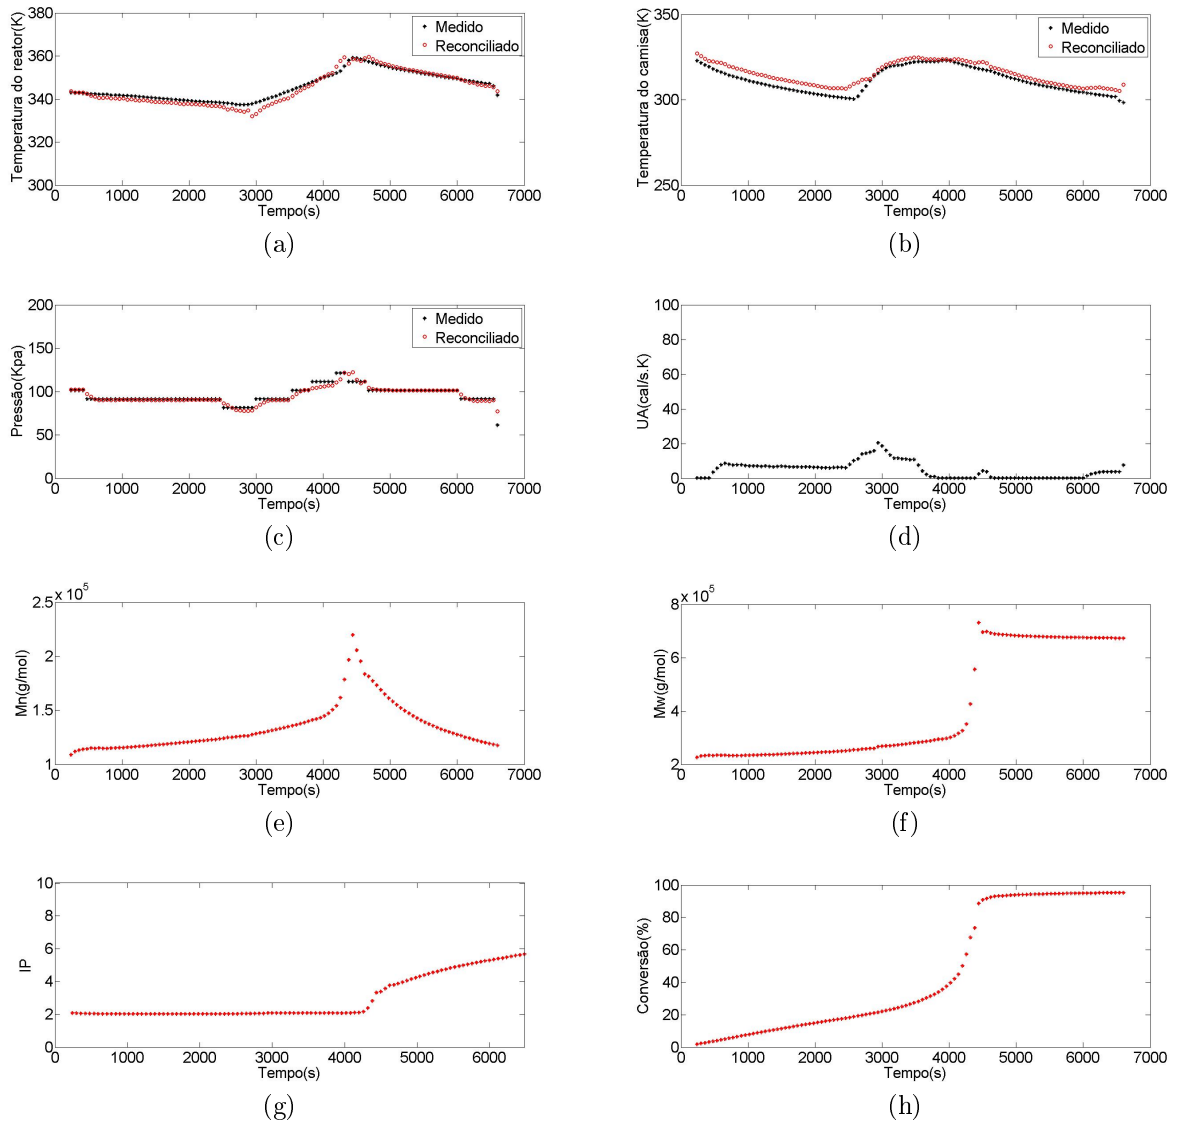 380
360
340
320
300
Temperatura do reator(K)
Medido
Reconciliado
0 1000 2000 3000 4000 5000 6000 7000
Tempo(s)
(a)
350
300
250
Temperatura do camisa(K)
Medido
Reconciliado
0 1000 2000 3000 4000 5000 6000 7000
Tempo(s)
(b)
200
150
100
50
0
Pressão(Kpa)
Medido
Reconciliado
0 1000 2000 3000 4000 5000 6000 7000
Tempo(s)
(c)
100
80
60
40
20
0
UA(cal/s.K)
0 1000 2000 3000 4000 5000 6000 7000
Tempo(s)
(d)
x 10^5
2.5
2
1.5
1
Mn(g/mol)
0 1000 2000 3000 4000 5000 6000 7000
Tempo(s)
(e)
x 10^5
8
6
4
2
Mw(g/mol)
0 1000 2000 3000 4000 5000 6000 7000
Tempo(s)
(f)
10
8
6
4
2
0
IP
0 1000 2000 3000 4000 5000 6000
Tempo(s)
(g)
100
80
60
40
20
0
Conversão(%)
0 1000 2000 3000 4000 5000 6000 7000
Tempo(s)
(h)